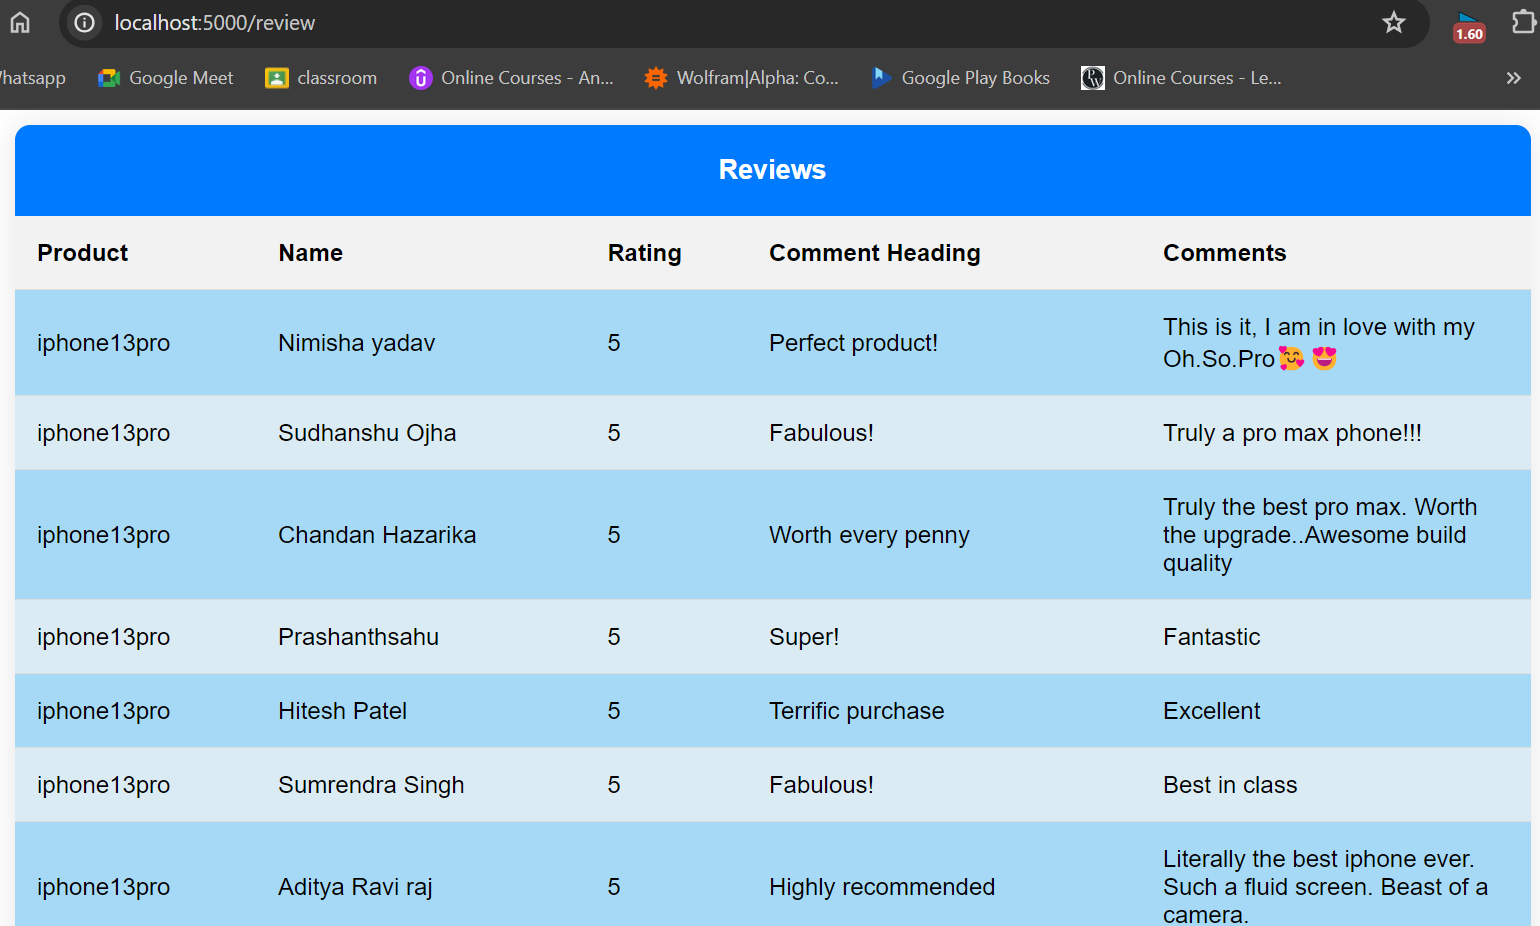 localhost:5000/review
1.60
hatsapp Google Meet classroom Online Courses - An... Wolfram|Alpha: Co... Google Play Books Online Courses - Le...
Reviews
Product Name Rating Comment Heading Comments
iphone13pro Nimisha yadav 5 Perfect product! This is it, I am in love with my
Oh.So.Pro🥰😍
iphone13pro Sudhanshu Ojha 5 Fabulous! Truly a pro max phone!!!
iphone13pro Chandan Hazarika 5 Worth every penny Truly the best pro max. Worth
the upgrade..Awesome build
quality
iphone13pro Prashanthsahu 5 Super! Fantastic
iphone13pro Hitesh Patel 5 Terrific purchase Excellent
iphone13pro Sumrendra Singh 5 Fabulous! Best in class
iphone13pro Aditya Ravi raj 5 Highly recommended Literally the best iphone ever.
Such a fluid screen. Beast of a
camera.